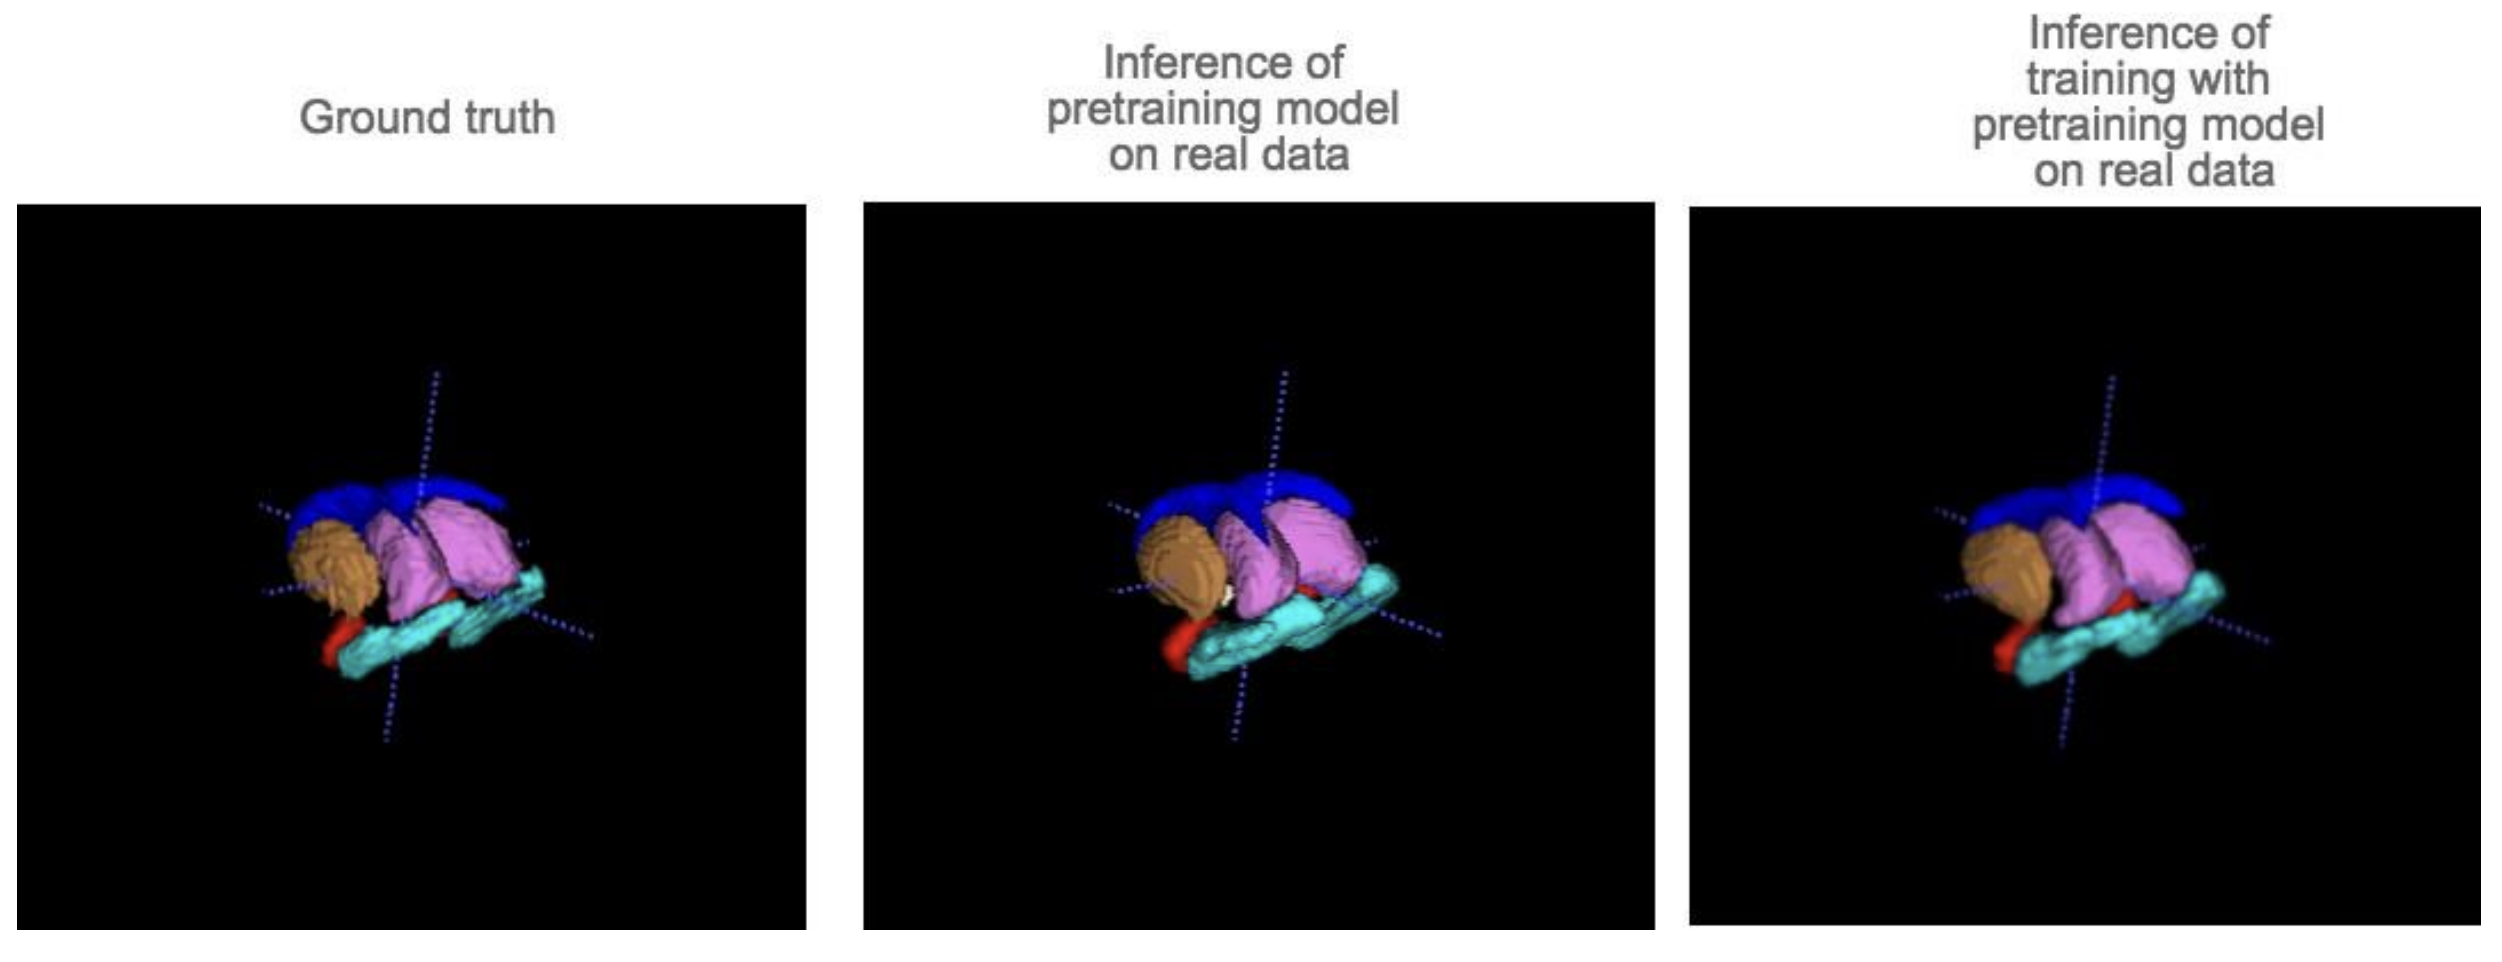 Ground truth
Inference of
pretraining model
on real data
Inference of
training with
pretraining model
on real data